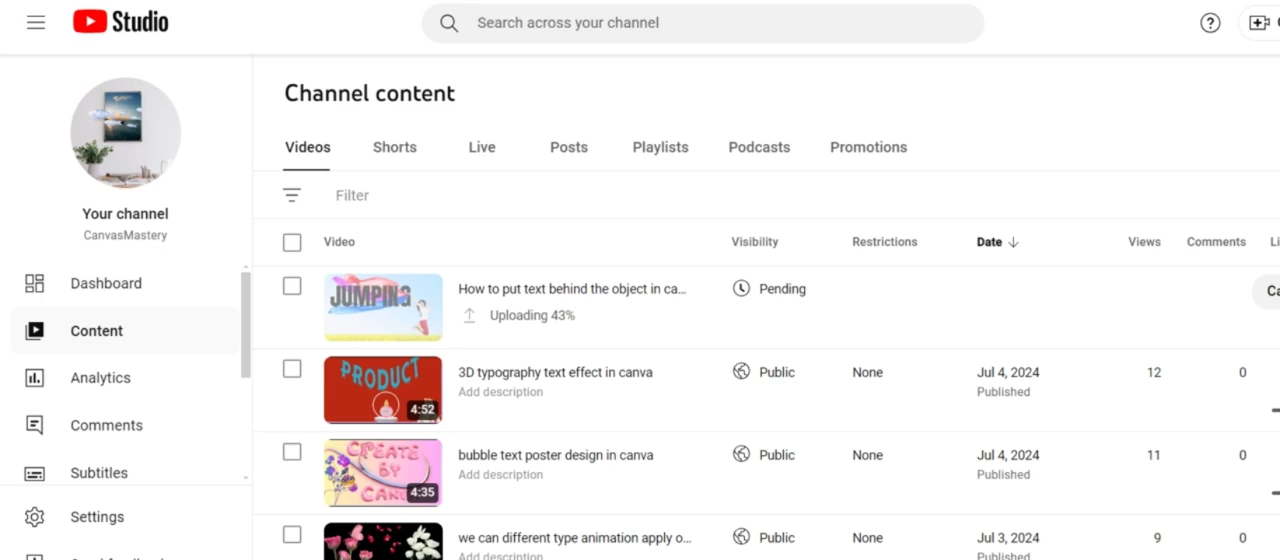 Studio
Search across your channel
Channel content
Videos Shorts Live Posts Playlists Podcasts Promotions
Filter
Your channel
CanvasMastery
Dashboard
Content
Analytics
Comments
Subtitles
Settings
Video Visibility Restrictions Date ↓ Views Comments
JUMPING
How to put text behind the object in ca... Pending
Uploading 43%
PRODUCT
4:52
3D typography text effect in canva Public None Jul 4, 2024 12 0
Add description Published
CREATE
BY
4:35
bubble text poster design in canva Public None Jul 4, 2024 11 0
Add description Published
we can different type animation apply o... Public None Jul 3, 2024 9 0
Add description Published